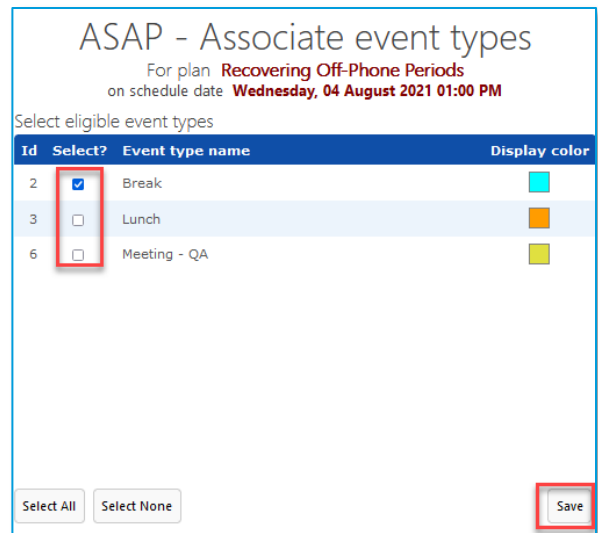 ASAP - Associate event types
For plan Recovering Off-Phone Periods
on schedule date Wednesday, 04 August 2021 01:00 PM
Select eligible event types
Id Select? Event type name Display color
2 Break
3 Lunch
6 Meeting - QA
Select All Select None Save